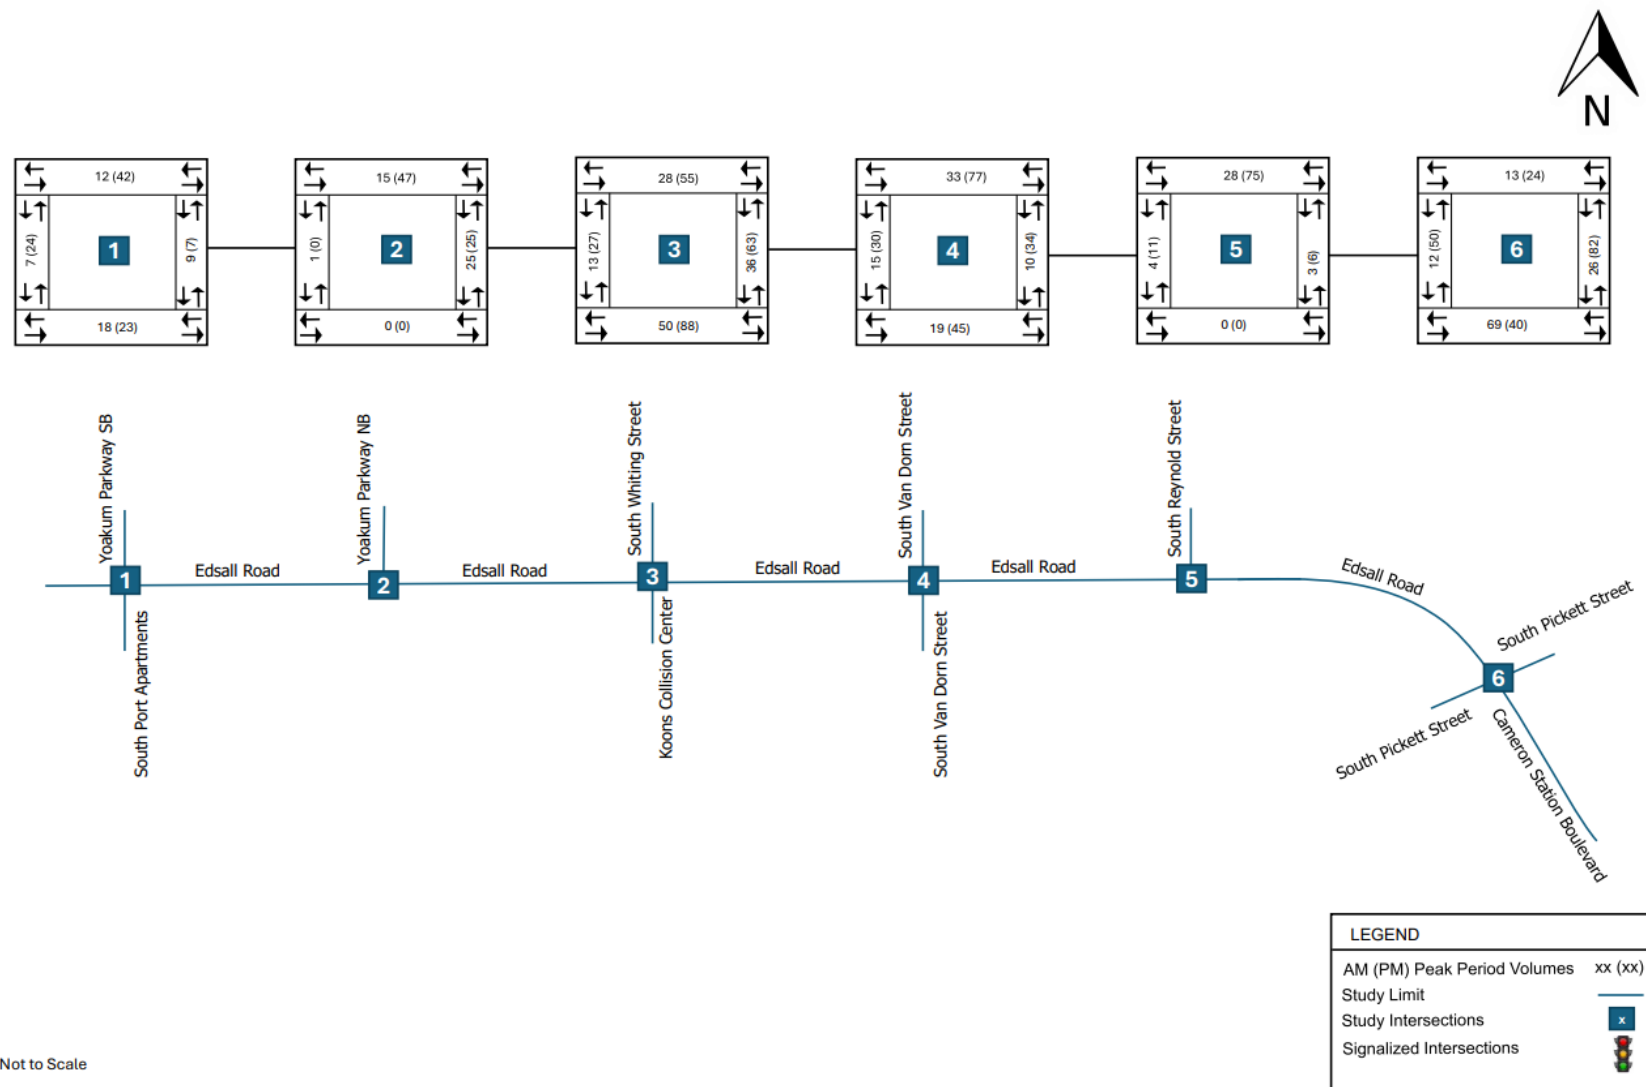 N
12 (42)
7 (24)
1
9 (7)
18 (23)
15 (47)
1 (0)
2
25 (25)
0 (0)
28 (55)
13 (27)
3
36 (63)
50 (88)
33 (77)
15 (30)
4
10 (34)
19 (45)
28 (75)
4 (11)
5
3 (6)
0 (0)
13 (24)
12 (50)
6
26 (82)
69 (40)
Yoakum Parkway SB
Yoakum Parkway NB
South Whiting Street
South Van Dorn Street
South Reynold Street
1
Edsall Road
2
Edsall Road
3
Edsall Road
4
Edsall Road
5
Edsall Road
South Pickett Street
6
South Port Apartments
Koons Collision Center
South Van Dorn Street
South Pickett Street
Cameron Station Boulevard
LEGEND
AM (PM) Peak Period Volumes xx (xx)
Study Limit
Study Intersections x
Signalized Intersections
Not to Scale